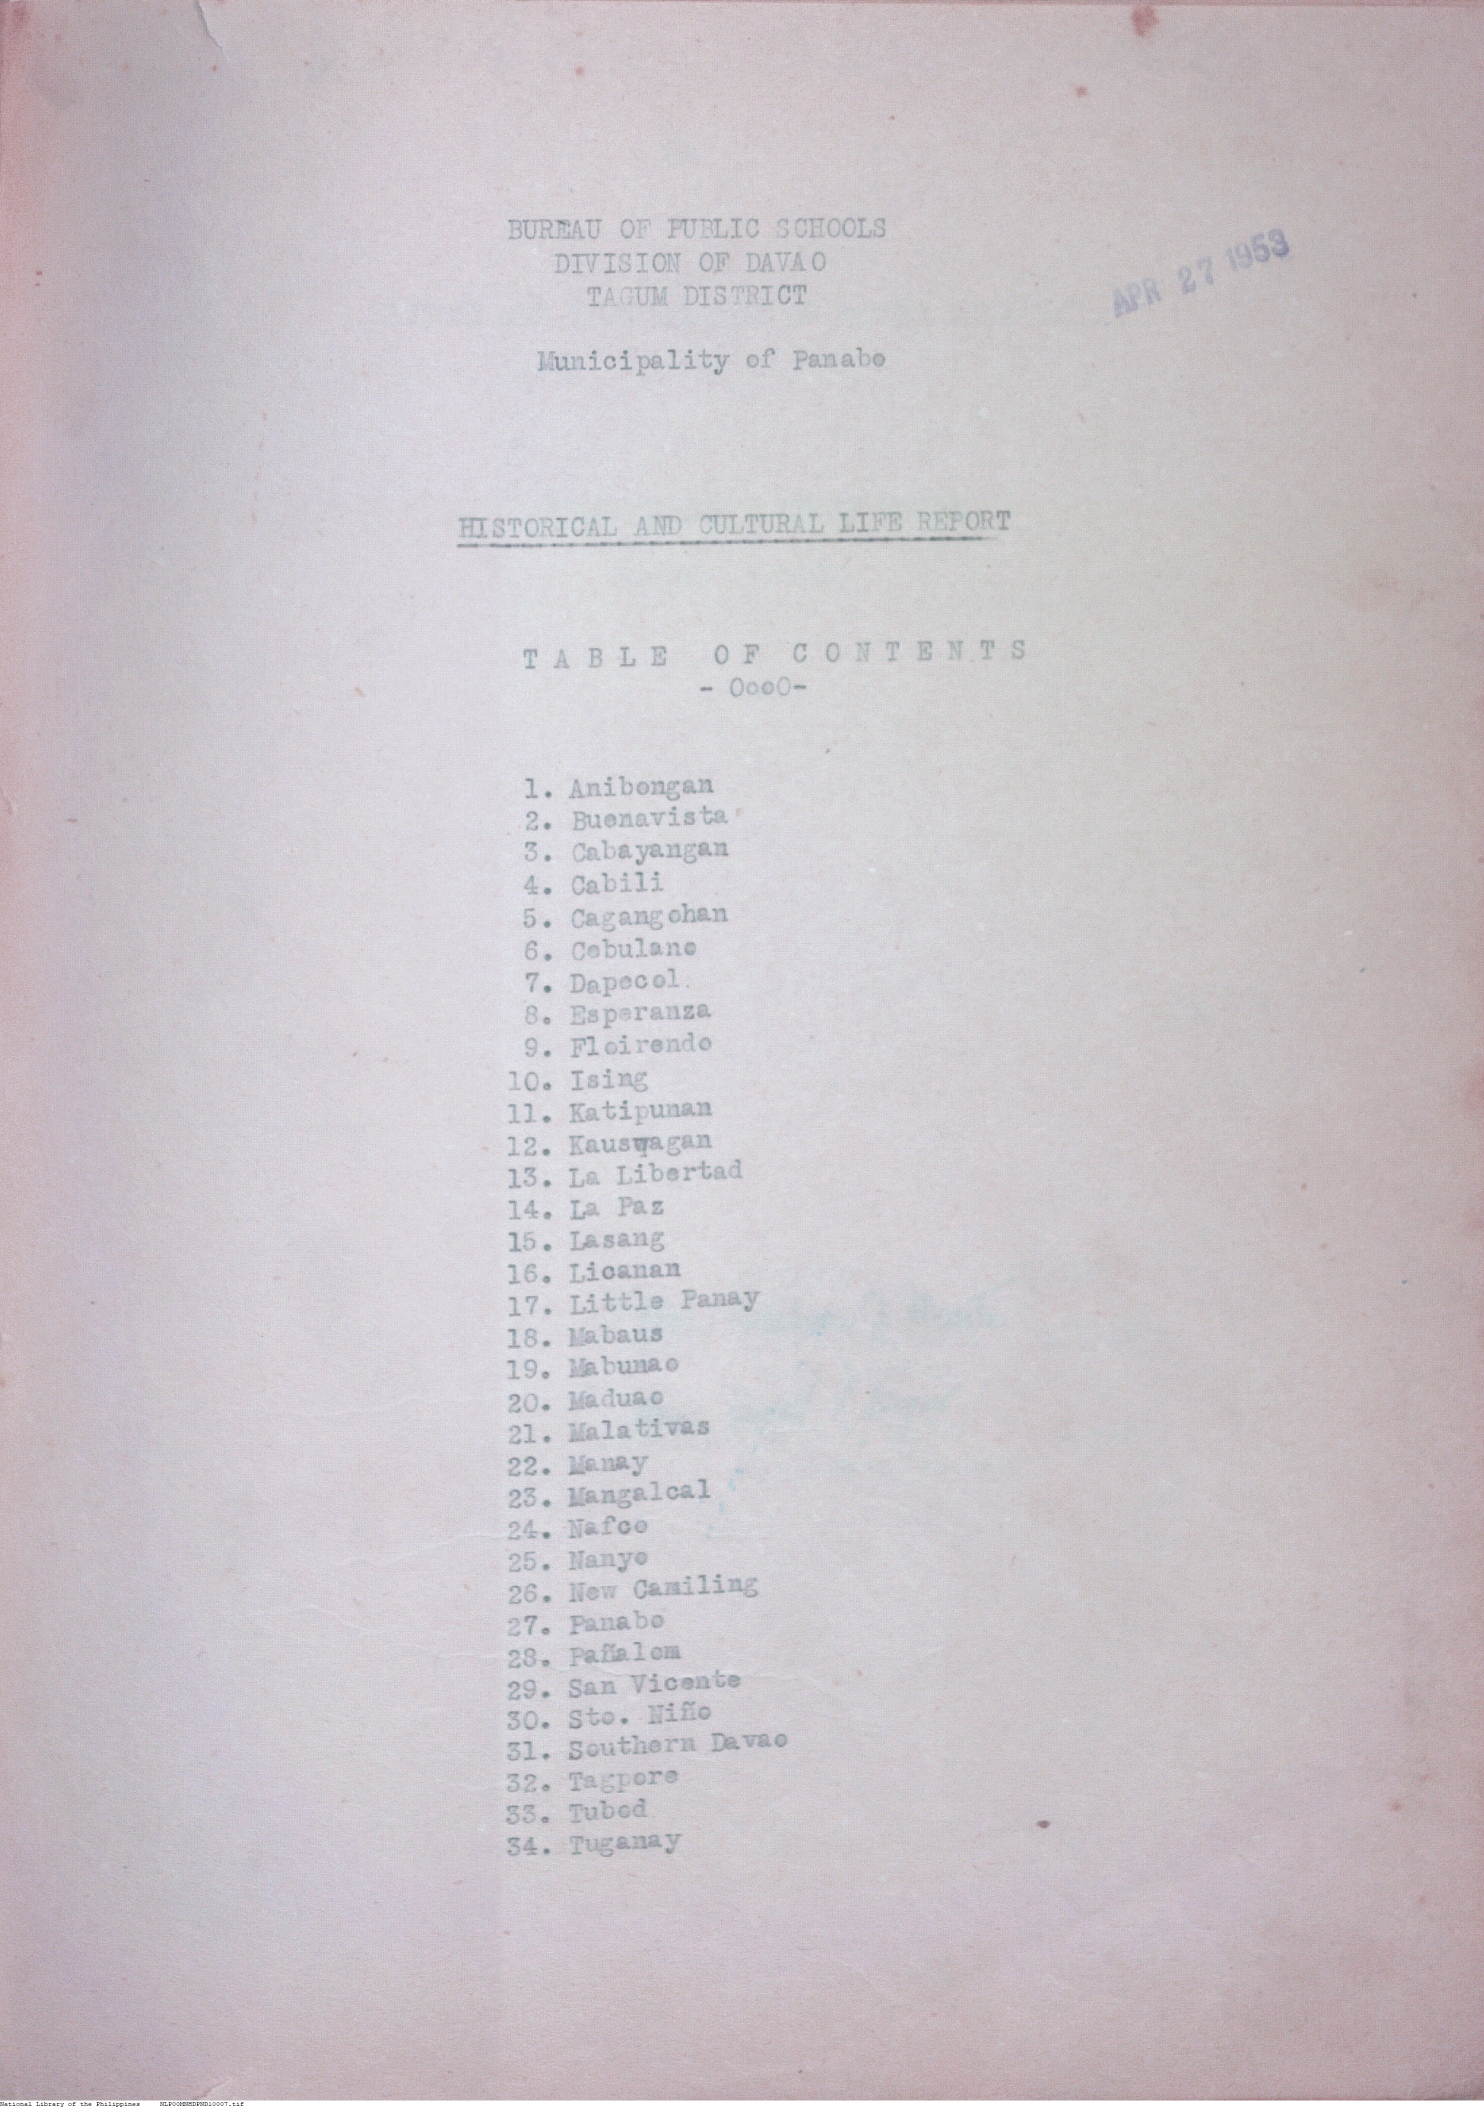 BUREAU OF PUBLIC SCHOOLS
DIVISION OF DAVAO
TAGUM DISTRICT
APR 27 1953
Municipality of Panabo
HISTORICAL AND CULTURAL LIFE REPORT
TABLE OF CONTENTS
- OooO-
1. Anibongan
2. Buenavista
3. Cabayangan
4. Cabili
5. Cagangohan
6. Cebulano
7. Dapecol
8. Esperanza
9. Floirendo
10. Ising
11. Katipunan
12. Kauswagan
13. La Libertad
14. La Paz
15. Lasang
16. Licanan
17. Little Panay
18. Mabaus
19. Mabunao
20. Maduao
21. Malativas
22. Manay
23. Mangalcal
24. Nafco
25. Nanyo
26. New Camiling
27. Panabo
28. Pañalom
29. San Vicente
30. Sto. Niño
31. Southern Davao
32. Tagpore
33. Tubod
34. Tuganay
National Library of the Philippines NLPOOMNHDPND10007.tif